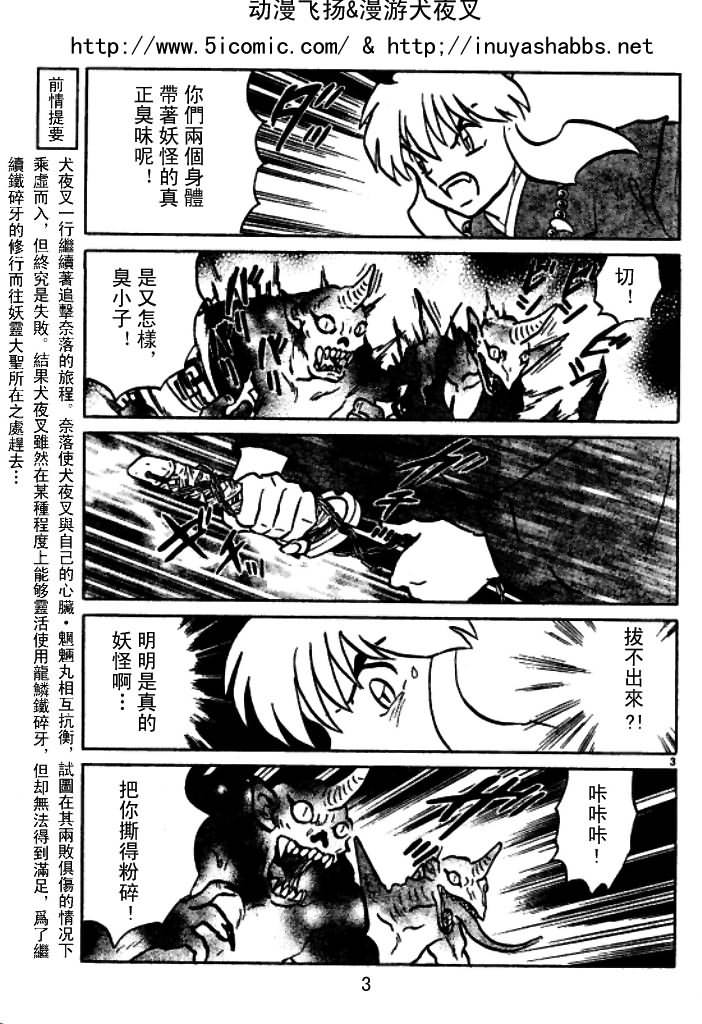 动漫飞扬&漫游犬夜叉
http://www.5icomic.com/ & http;//inuyashabbs.net
前情提要
犬夜叉一行繼續著追擊奈落的旅程。奈落使犬夜叉與自己的心臟·魍魎丸相互抗衡，試圖在其兩敗俱傷的情況下
乘虛而入，但終究是失敗。結果犬夜叉雖然在某種程度上能够靈活使用龍鱗鐵碎牙，但却無法得到滿足，爲了繼
續鐵碎牙的修行而往妖靈大聖所在之處趕去…
你們兩個身體
帶著妖怪的真
正臭味呢！
切！
是又怎樣，
臭小子！
拔不出來?!
明明是真的
妖怪啊…
3
咔咔咔！
把你撕得粉碎！
3